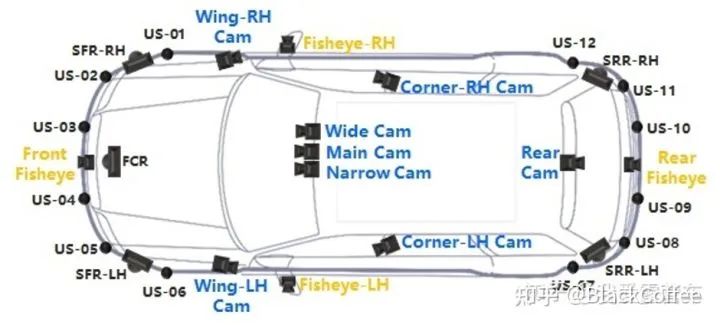 Wing-RH
Cam
US-01
SFR-RH
Fisheye-RH
US-12
SRR-RH
US-02
Corner-RH Cam
US-11
US-03
Wide Cam
US-10
Front
Fisheye
FCR
Main Cam
Narrow Cam
Rear
Cam
Rear
Fisheye
US-04
US-09
US-05
Corner-LH Cam
US-08
SFR-LH
Wing-LH
Cam
Fisheye-LH
SRR-LH
US-06
US-07
知乎 @BlackCoffee